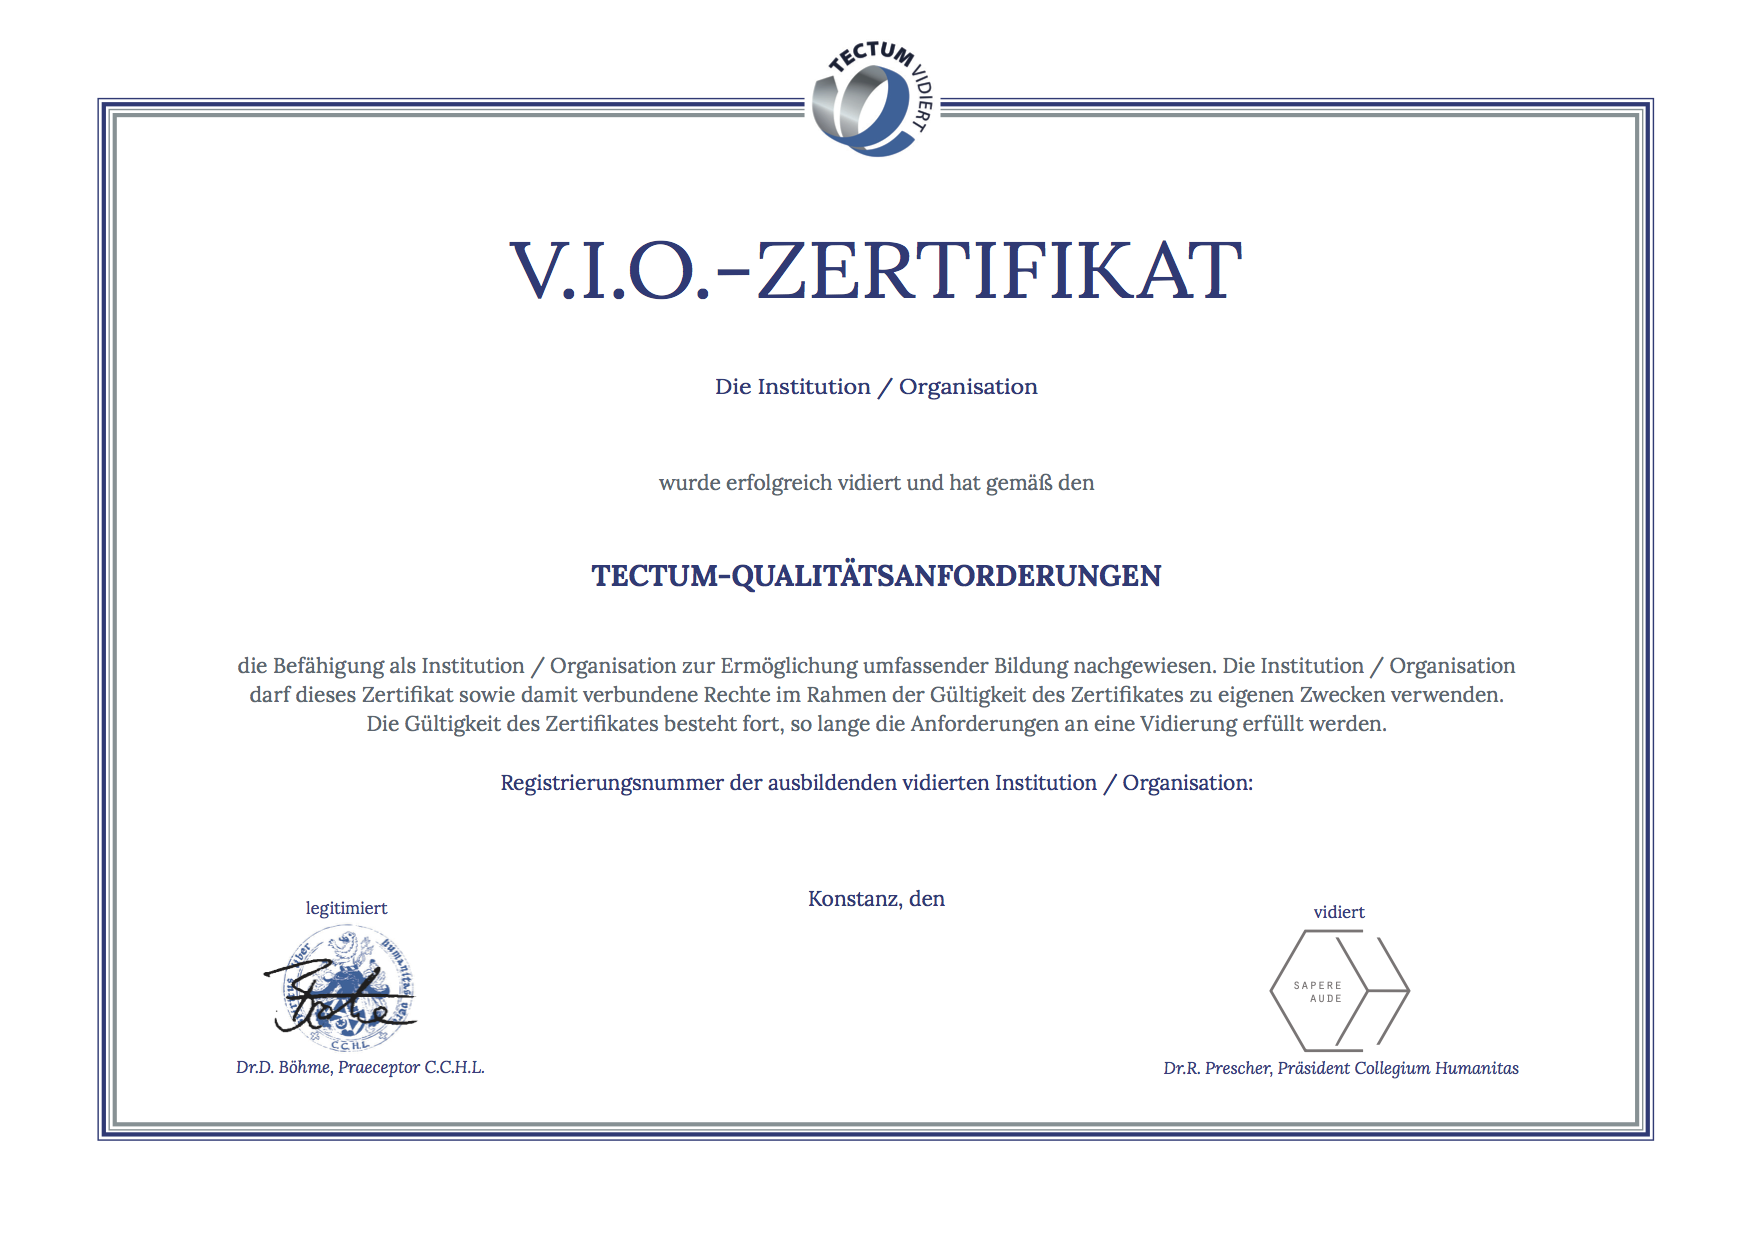 TECTUM VIDIERT
V.I.O.-ZERTIFIKAT
Die Institution / Organisation
wurde erfolgreich vidiert und hat gemäß den
TECTUM-QUALITÄTSANFORDERUNGEN
die Befähigung als Institution / Organisation zur Ermöglichung umfassender Bildung nachgewiesen. Die Institution / Organisation
darf dieses Zertifikat sowie damit verbundene Rechte im Rahmen der Gültigkeit des Zertifikates zu eigenen Zwecken verwenden.
Die Gültigkeit des Zertifikates besteht fort, so lange die Anforderungen an eine Vidierung erfüllt werden.
Registrierungsnummer der ausbildenden vidierten Institution / Organisation:
Konstanz, den
legitimiert
humanitas
C.C.H.L.
Dr.D. Böhme, Praeceptor C.C.H.L.
vidiert
SAPERE
AUDE
Dr.R. Prescher, Präsident Collegium Humanitas